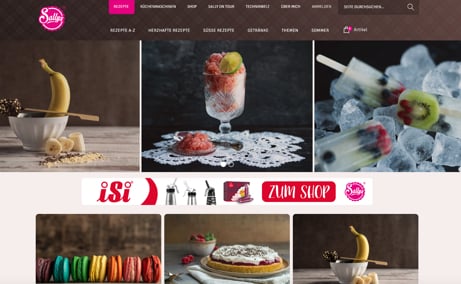 Sallys
REZEPTE KÜCHENMASCHINEN SHOP SALLY ON TOUR TECHNIKWELT ÜBER MICH ANMELDEN SEITE DURCHSUCHEN...
REZEPTE A-Z HERZHAFTE REZEPTE SÜSSE REZEPTE GETRÄNKE THEMEN SOMMER Artikel
iSi ZUM SHOP Sallys